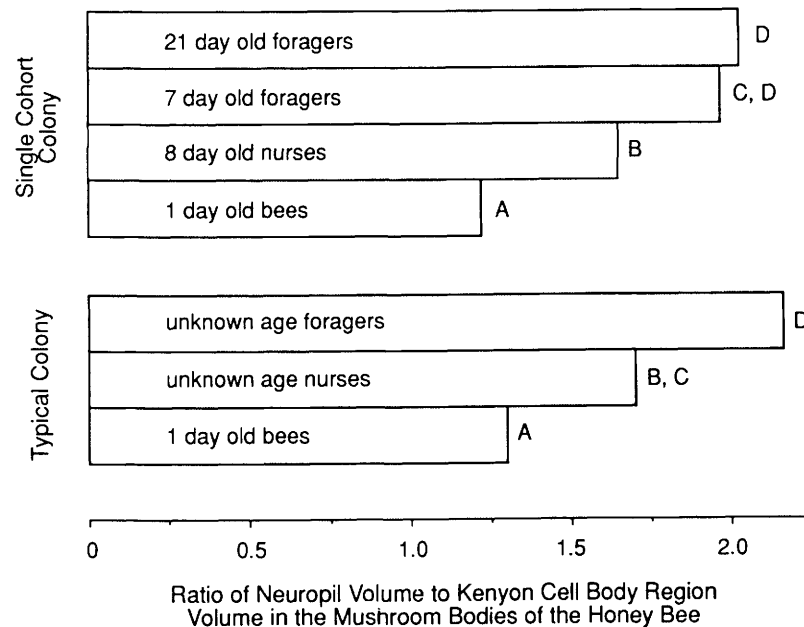 Single Cohort
Colony
21 day old foragers
D
7 day old foragers
C, D
8 day old nurses
B
1 day old bees
A
Typical Colony
unknown age foragers
D
unknown age nurses
B, C
1 day old bees
A
0
0.5
1.0
1.5
2.0
Ratio of Neuropil Volume to Kenyon Cell Body Region
Volume in the Mushroom Bodies of the Honey Bee